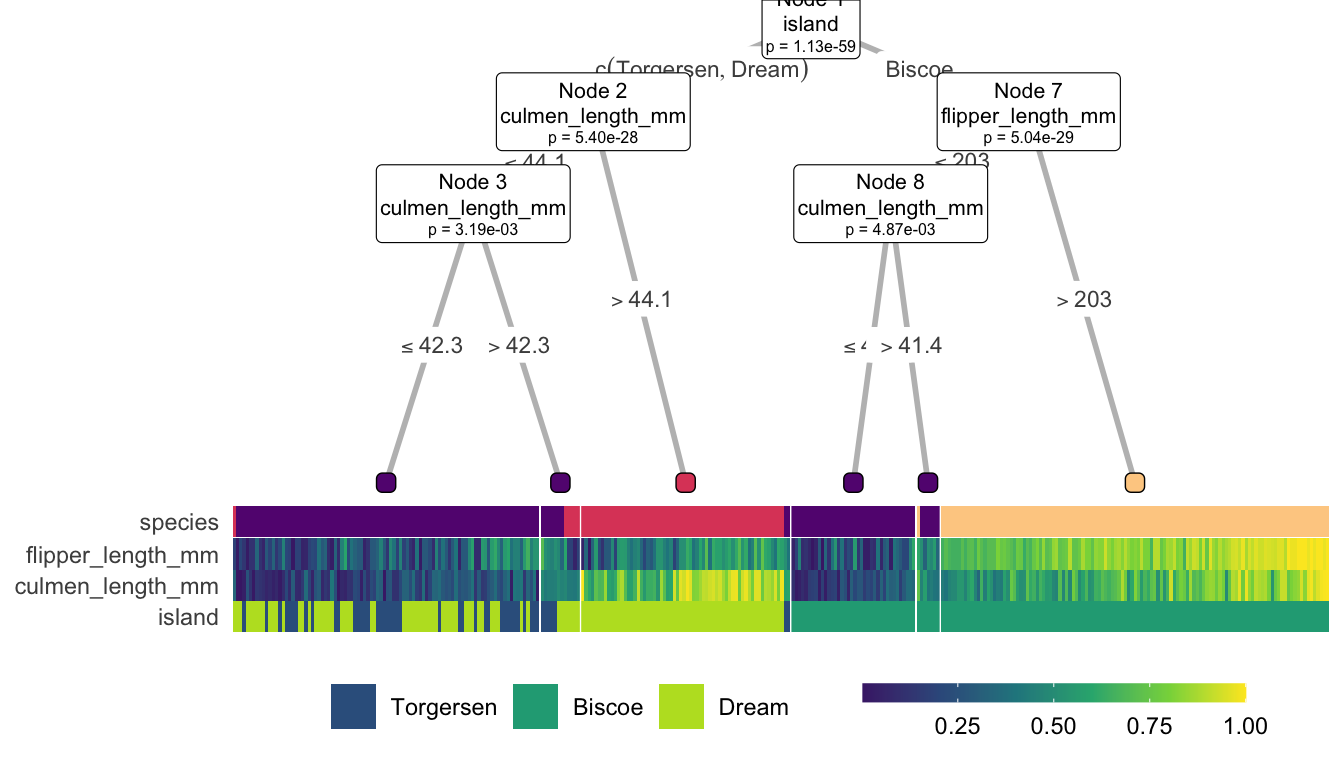 Node 1
island
p = 1.13e-59
c(Torgersen, Dream)
Biscoe
Node 2
culmen_length_mm
p = 5.40e-28
Node 7
flipper_length_mm
p = 5.04e-29
≤ 44.1
≤ 203
Node 3
culmen_length_mm
p = 3.19e-03
Node 8
culmen_length_mm
p = 4.87e-03
> 44.1
> 203
≤ 42.3
> 42.3
> 41.4
species
flipper_length_mm
culmen_length_mm
island
Torgersen
Biscoe
Dream
0.25 0.50 0.75 1.00